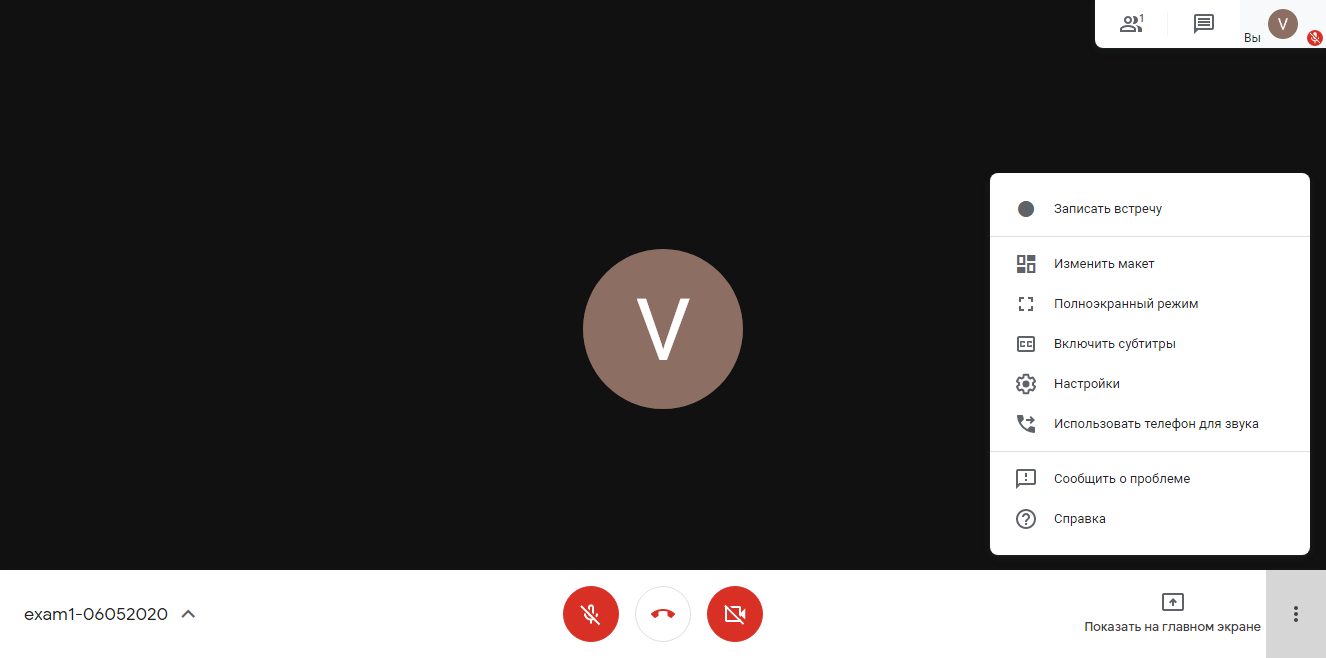 1
Вы
V
V
Записать встречу
Изменить макет
Полноэкранный режим
CC
Включить субтитры
Настройки
Использовать телефон для звука
Сообщить о проблеме
Справка
exam1-06052020
Показать на главном экране